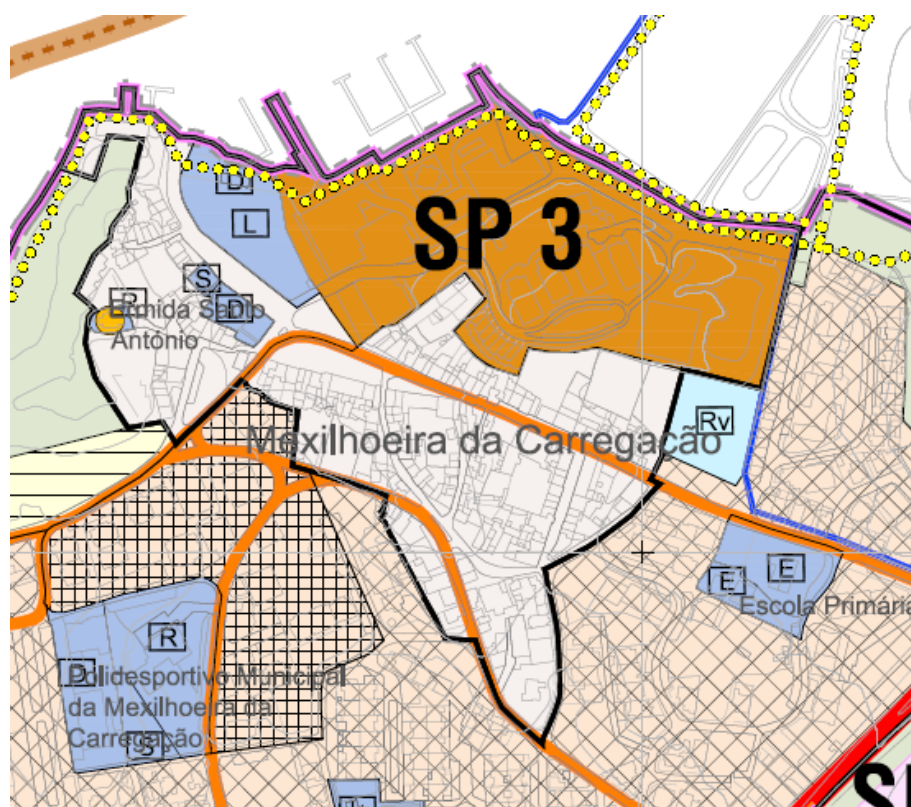 D
L
SP 3
S
D
P
Ermida Santo
António
Rv
Mexilhoeira da Carregação
E
E
Escola Primária
R
D
Polidesportivo Municipal
da Mexilhoeira da
Carregação
S